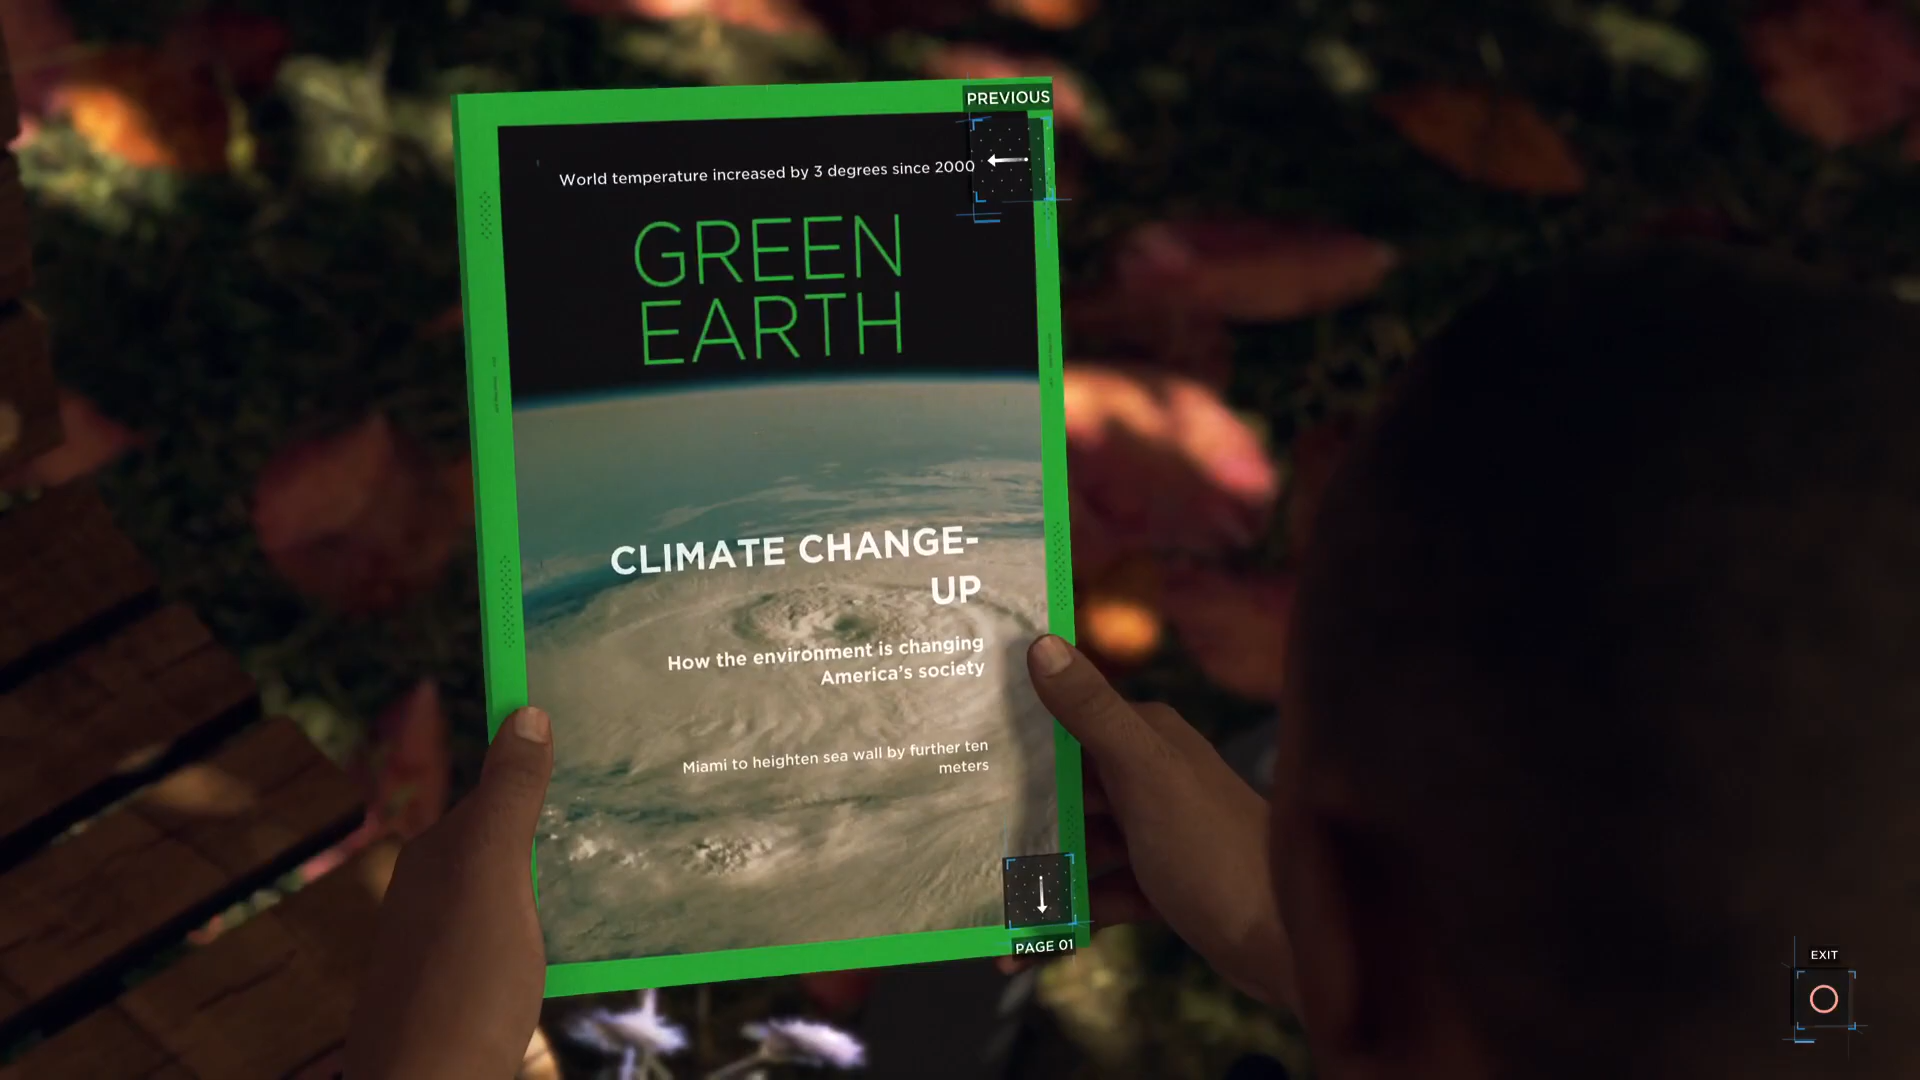 PREVIOUS
World temperature increased by 3 degrees since 2000
GREEN
EARTH
CLIMATE CHANGE-
UP
How the environment is changing
America's society
Miami to heighten sea wall by further ten
meters
PAGE 01
EXIT